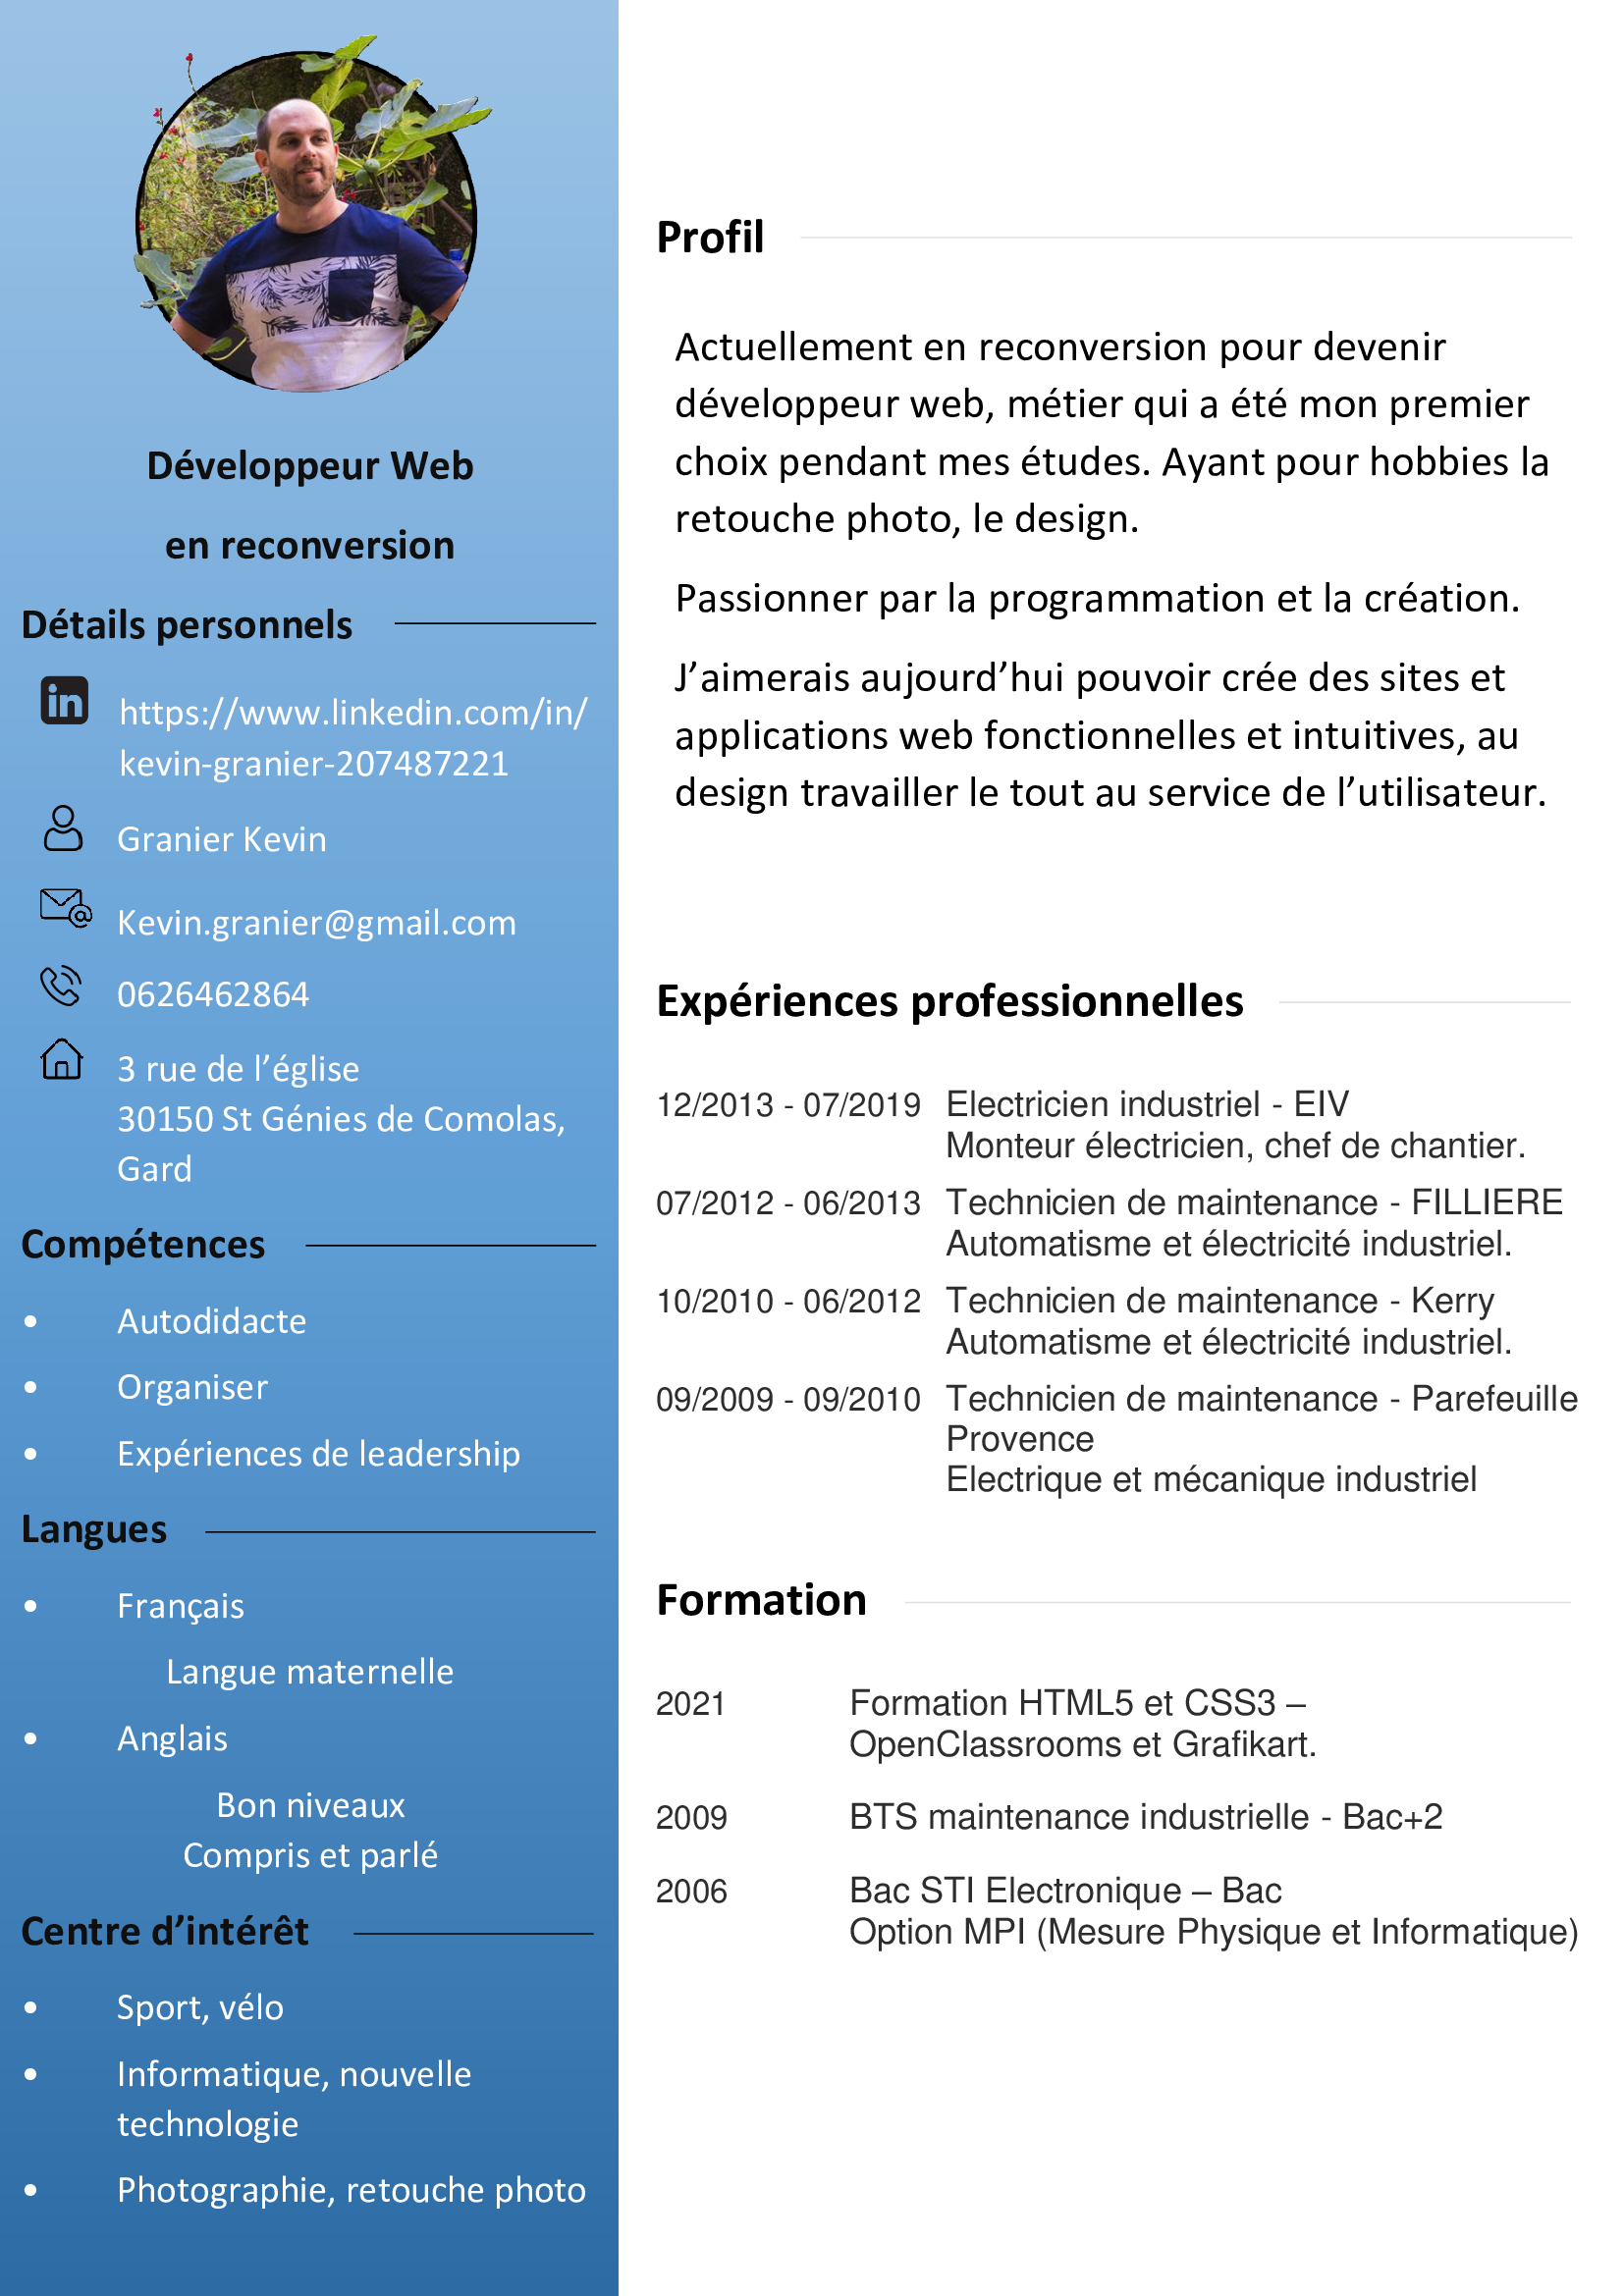 Développeur Web
en reconversion
Détails personnels
https://www.linkedin.com/in/
kevin-granier-207487221
Granier Kevin
Kevin.granier@gmail.com
0626462864
3 rue de l’église
30150 St Génies de Comolas,
Gard
Compétences
• Autodidacte
• Organiser
• Expériences de leadership
Langues
• Français
Langue maternelle
• Anglais
Bon niveaux
Compris et parlé
Centre d’intérêt
• Sport, vélo
• Informatique, nouvelle
technologie
• Photographie, retouche photo
Profil
Actuellement en reconversion pour devenir
développeur web, métier qui a été mon premier
choix pendant mes études. Ayant pour hobbies la
retouche photo, le design.
Passionner par la programmation et la création.
J’aimerais aujourd’hui pouvoir crée des sites et
applications web fonctionnelles et intuitives, au
design travailler le tout au service de l’utilisateur.
Expériences professionnelles
12/2013 - 07/2019 Electricien industriel - EIV
Monteur électricien, chef de chantier.
07/2012 - 06/2013 Technicien de maintenance - FILLIERE
Automatisme et électricité industriel.
10/2010 - 06/2012 Technicien de maintenance - Kerry
Automatisme et électricité industriel.
09/2009 - 09/2010 Technicien de maintenance - Parefeuille
Provence
Electrique et mécanique industriel
Formation
2021 Formation HTML5 et CSS3 –
OpenClassrooms et Grafikart.
2009 BTS maintenance industrielle - Bac+2
2006 Bac STI Electronique – Bac
Option MPI (Mesure Physique et Informatique)